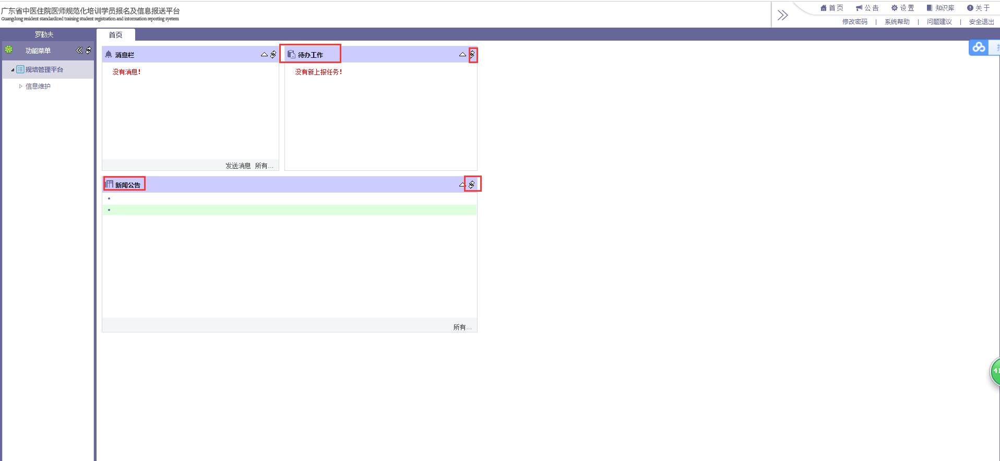 广东省中医住院医师规范化培训学员报名及信息报送平台
Guangdong resident standardized training student registration and information reporting syetem
首页 公告 设置 知识库 关于
修改密码 | 系统帮助 | 问题建议 | 安全退出
罗勤夫
首页
功能菜单
规培管理平台
信息维护
消息栏
没有消息!
发送消息 所有...
待办工作
没有新上报任务!
新闻公告
所有...
41